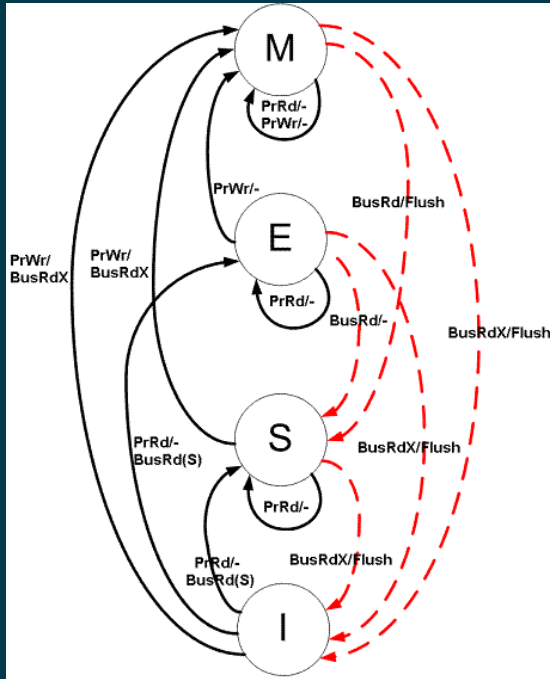 M
PrRd/-
PrWr/-
PrWr/-
BusRd/Flush
E
PrWr/
BusRdX
PrWr/
BusRdX
PrRd/-
BusRd/-
BusRdX/Flush
S
PrRd/-
BusRd(S)
BusRdX/Flush
PrRd/-
PrRd/-
BusRd(S)
BusRdX/Flush
I